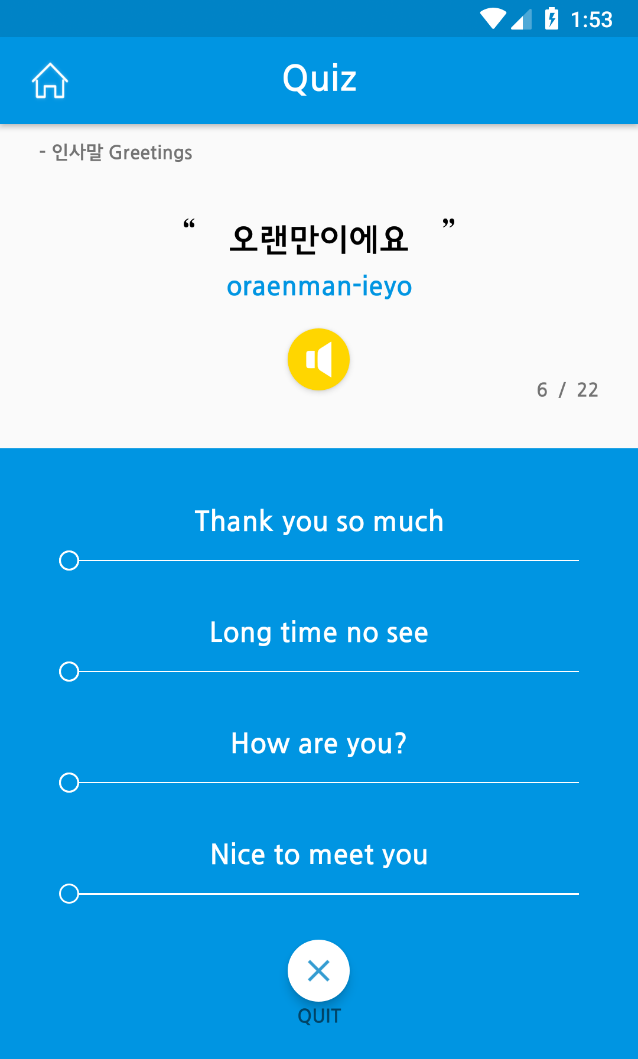 1:53
Quiz
- 인사말 Greetings
“ 오랜만이에요 ”
oraenman-ieyo
6 / 22
Thank you so much
Long time no see
How are you?
Nice to meet you
QUIT